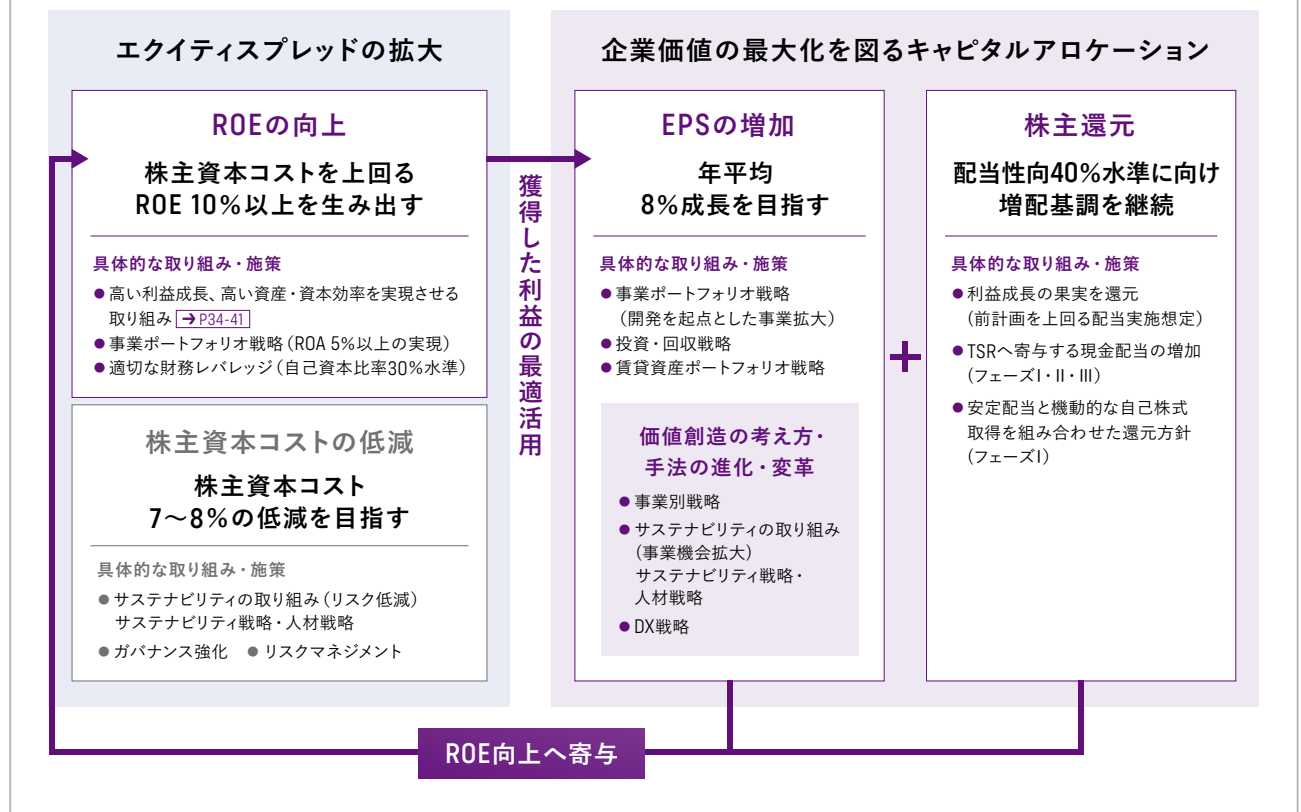 エクイティスプレッドの拡大
ROEの向上
株主資本コストを上回る
ROE 10%以上を生み出す
具体的な取り組み・施策
●高い利益成長、高い資産・資本効率を実現させる
取り組み →P34-41
●事業ポートフォリオ戦略(ROA 5%以上の実現)
●適切な財務レバレッジ(自己資本比率30%水準)
株主資本コストの低減
株主資本コスト
7〜8%の低減を目指す
具体的な取り組み・施策
●サステナビリティの取り組み(リスク低減)
サステナビリティ戦略・人材戦略
●ガバナンス強化 ●リスクマネジメント
獲得した利益の最適活用
企業価値の最大化を図るキャピタルアロケーション
EPSの増加
年平均
8%成長を目指す
具体的な取り組み・施策
●事業ポートフォリオ戦略
(開発を起点とした事業拡大)
●投資・回収戦略
●賃貸資産ポートフォリオ戦略
価値創造の考え方・
手法の進化・変革
●事業別戦略
●サステナビリティの取り組み
(事業機会拡大)
サステナビリティ戦略・
人材戦略
●DX戦略
+
株主還元
配当性向40%水準に向け
増配基調を継続
具体的な取り組み・施策
●利益成長の果実を還元
(前計画を上回る配当実施想定)
●TSRへ寄与する現金配当の増加
(フェーズI・II・III)
●安定配当と機動的な自己株式
取得を組み合わせた還元方針
(フェーズI)
ROE向上へ寄与